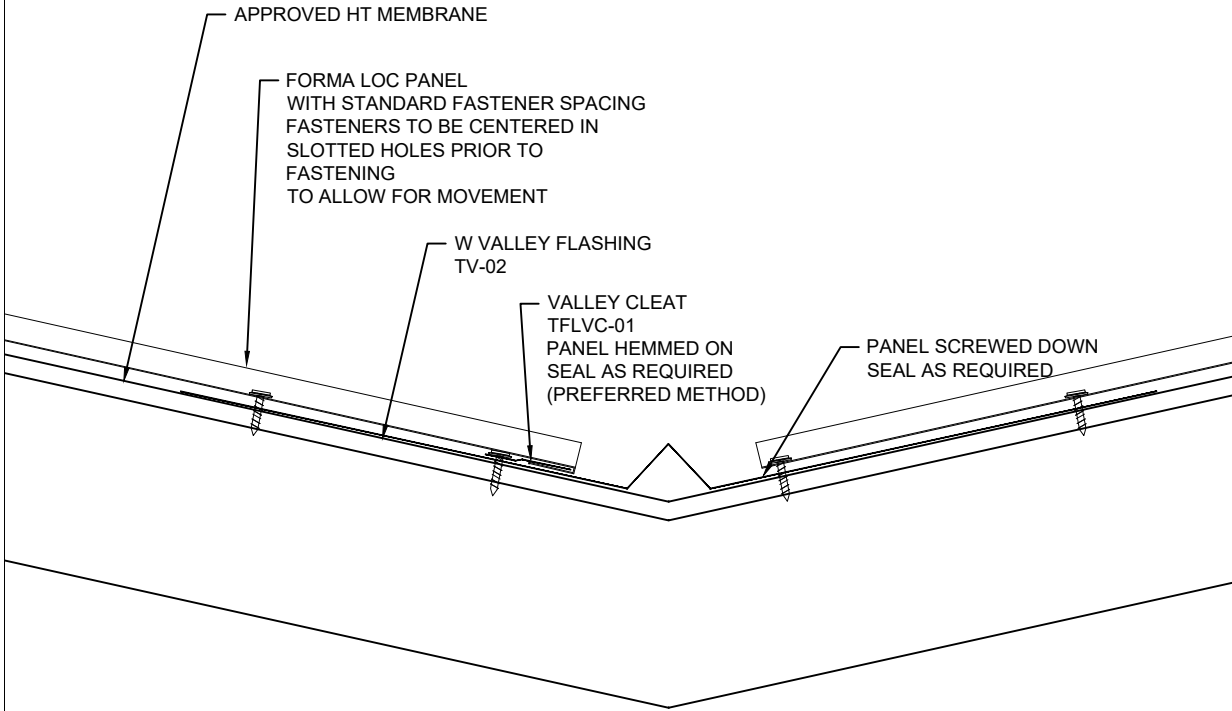 APPROVED HT MEMBRANE
FORMA LOC PANEL
WITH STANDARD FASTENER SPACING
FASTENERS TO BE CENTERED IN
SLOTTED HOLES PRIOR TO
FASTENING
TO ALLOW FOR MOVEMENT
W VALLEY FLASHING
TV-02
VALLEY CLEAT
TFLVC-01
PANEL HEMMED ON
SEAL AS REQUIRED
(PREFERRED METHOD)
PANEL SCREWED DOWN
SEAL AS REQUIRED